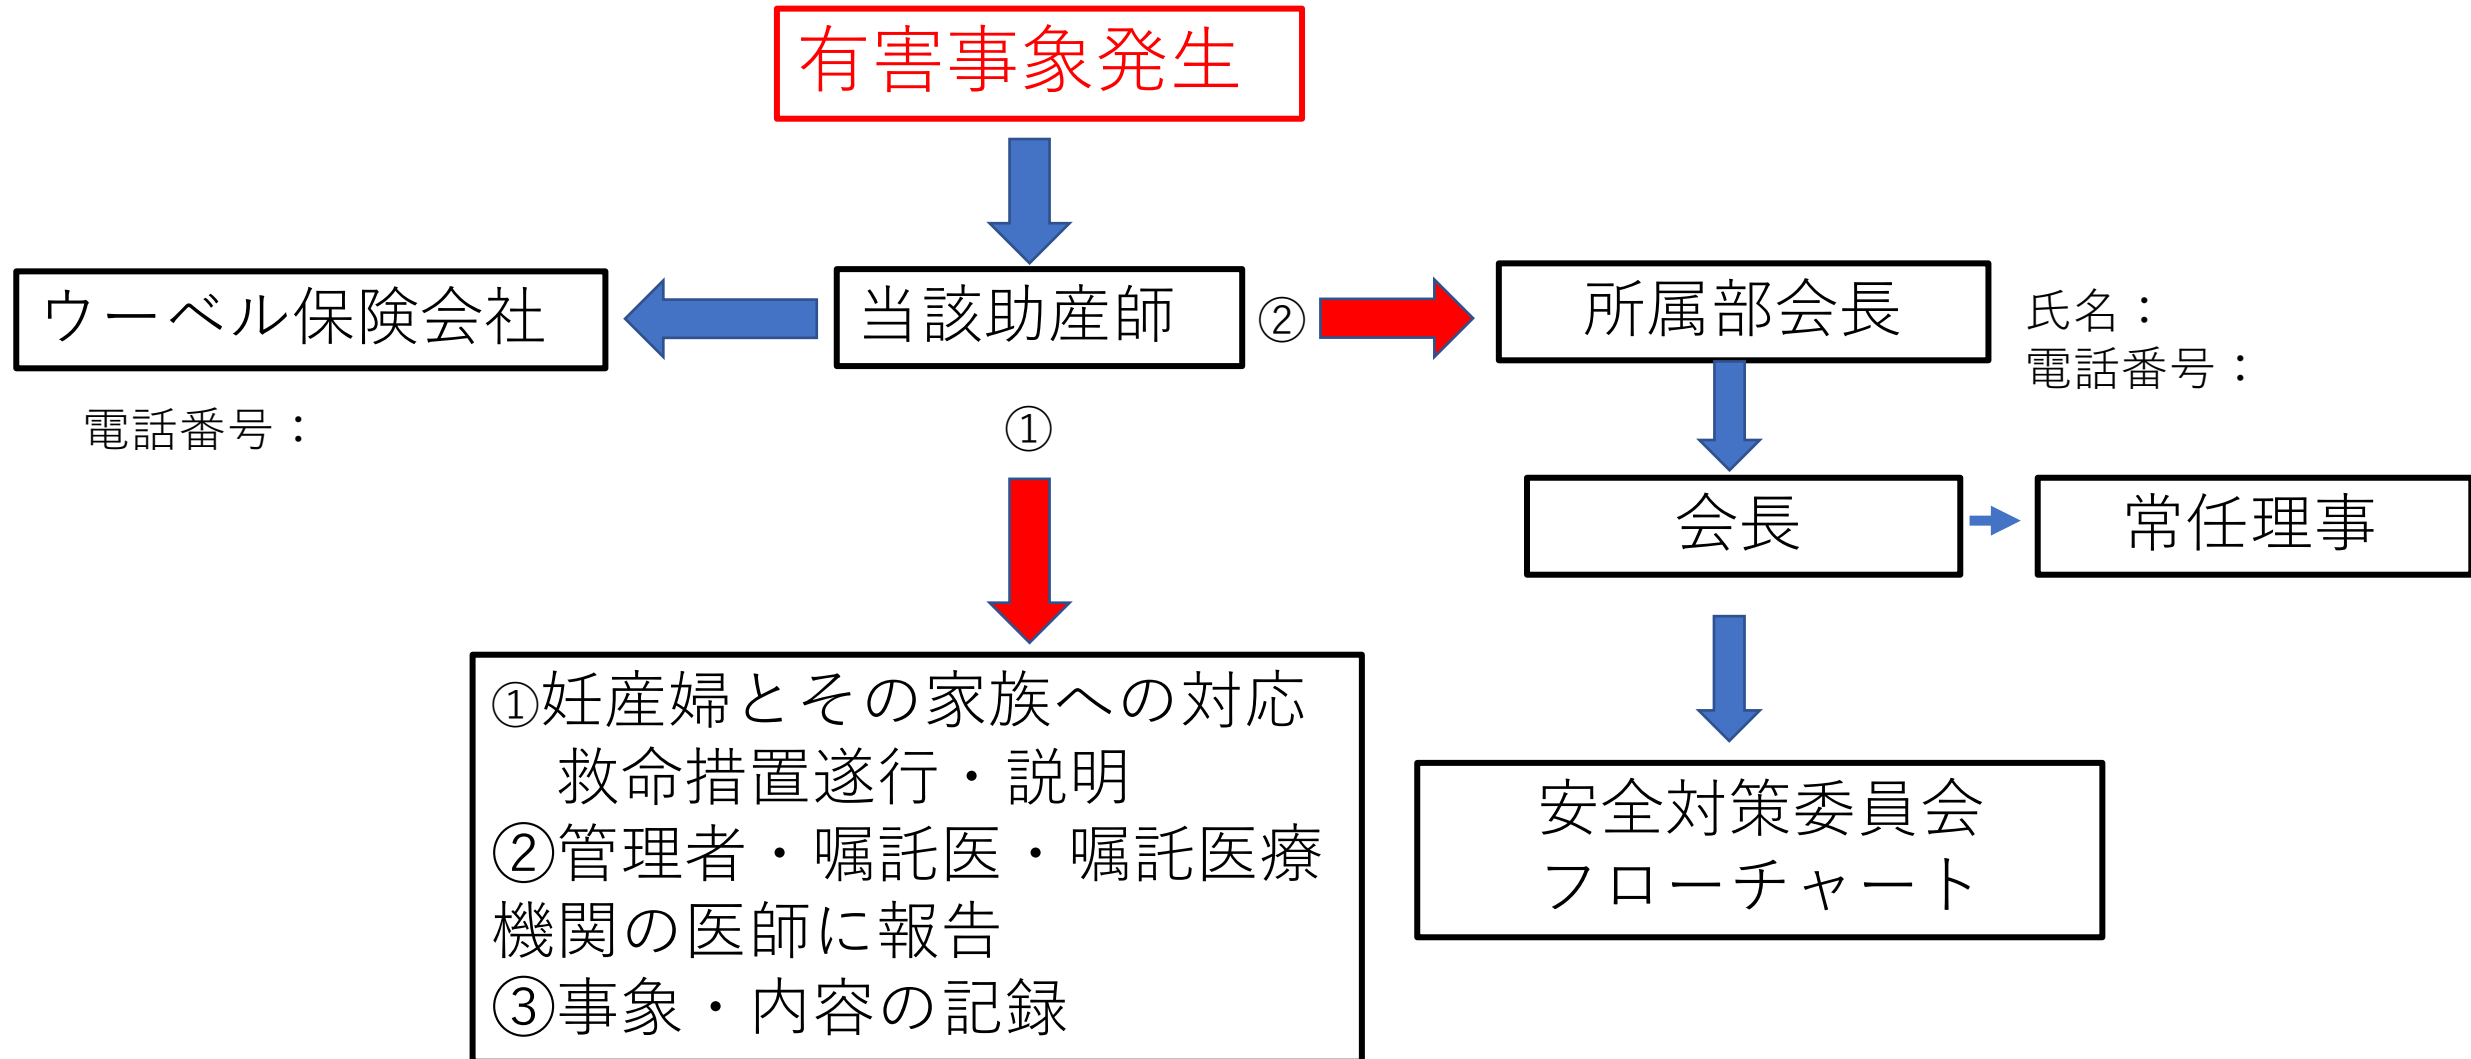 有害事象発生
ウーベル保険会社
電話番号：
当該助産師
②
①
所属部会長
氏名：
電話番号：
会長
常任理事
①妊産婦とその家族への対応
救命措置遂行・説明
②管理者・嘱託医・嘱託医療
機関の医師に報告
③事象・内容の記録
安全対策委員会
フローチャート